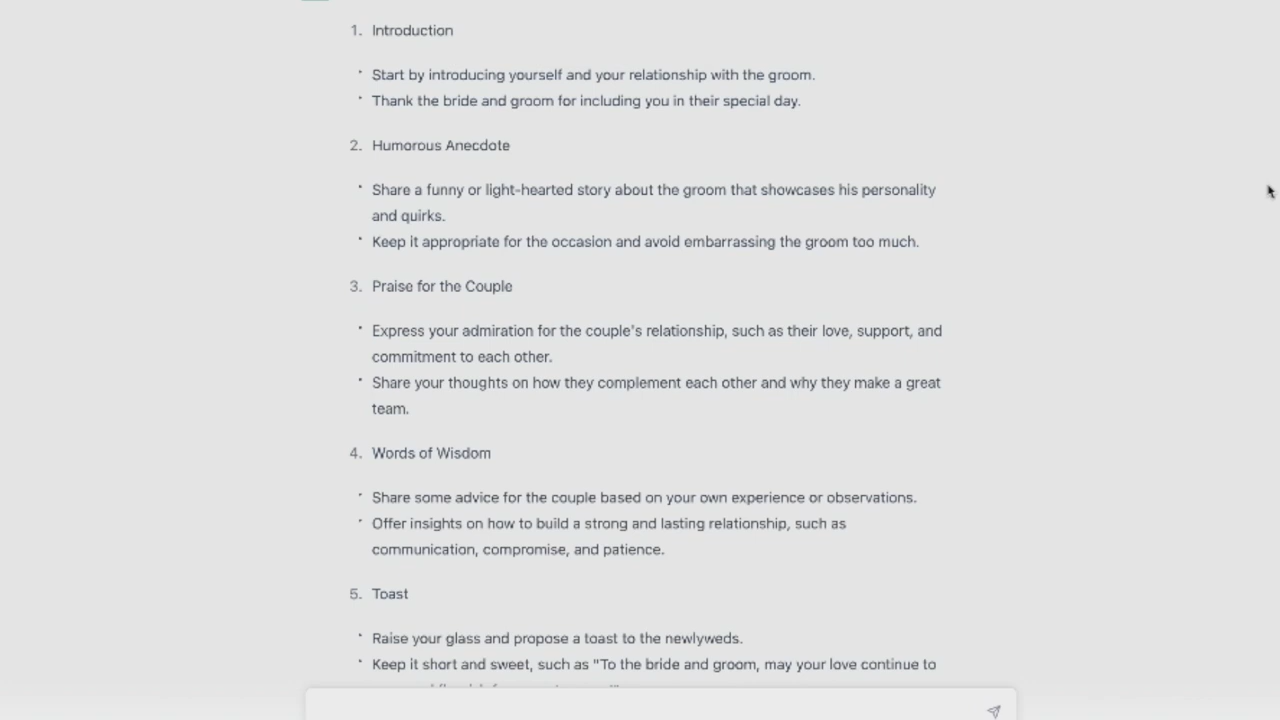 1. Introduction
· Start by introducing yourself and your relationship with the groom.
· Thank the bride and groom for including you in their special day.
2. Humorous Anecdote
· Share a funny or light-hearted story about the groom that showcases his personality
and quirks.
· Keep it appropriate for the occasion and avoid embarrassing the groom too much.
3. Praise for the Couple
· Express your admiration for the couple's relationship, such as their love, support, and
commitment to each other.
· Share your thoughts on how they complement each other and why they make a great
team.
4. Words of Wisdom
· Share some advice for the couple based on your own experience or observations.
· Offer insights on how to build a strong and lasting relationship, such as
communication, compromise, and patience.
5. Toast
· Raise your glass and propose a toast to the newlyweds.
· Keep it short and sweet, such as "To the bride and groom, may your love continue to